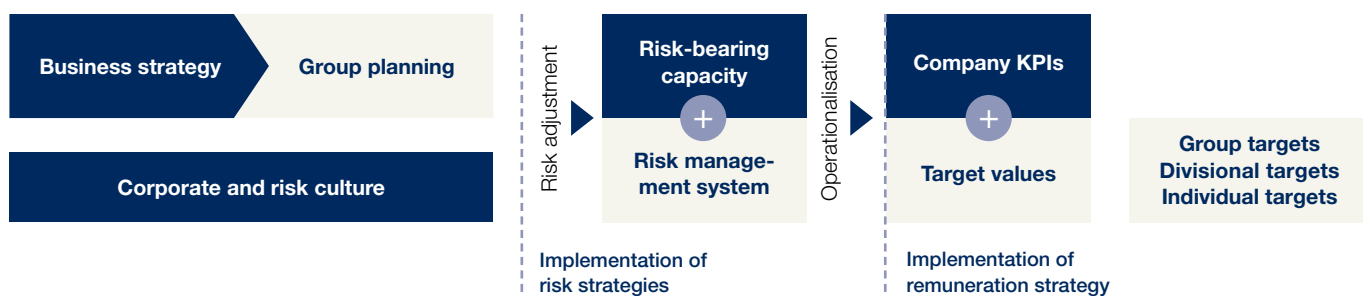 Business strategy
Group planning
Corporate and risk culture
Risk adjustment
Risk-bearing
capacity
+
Risk manage-
ment system
Implementation of
risk strategies
Operationalisation
Company KPIs
+
Target values
Implementation of
remuneration strategy
Group targets
Divisional targets
Individual targets